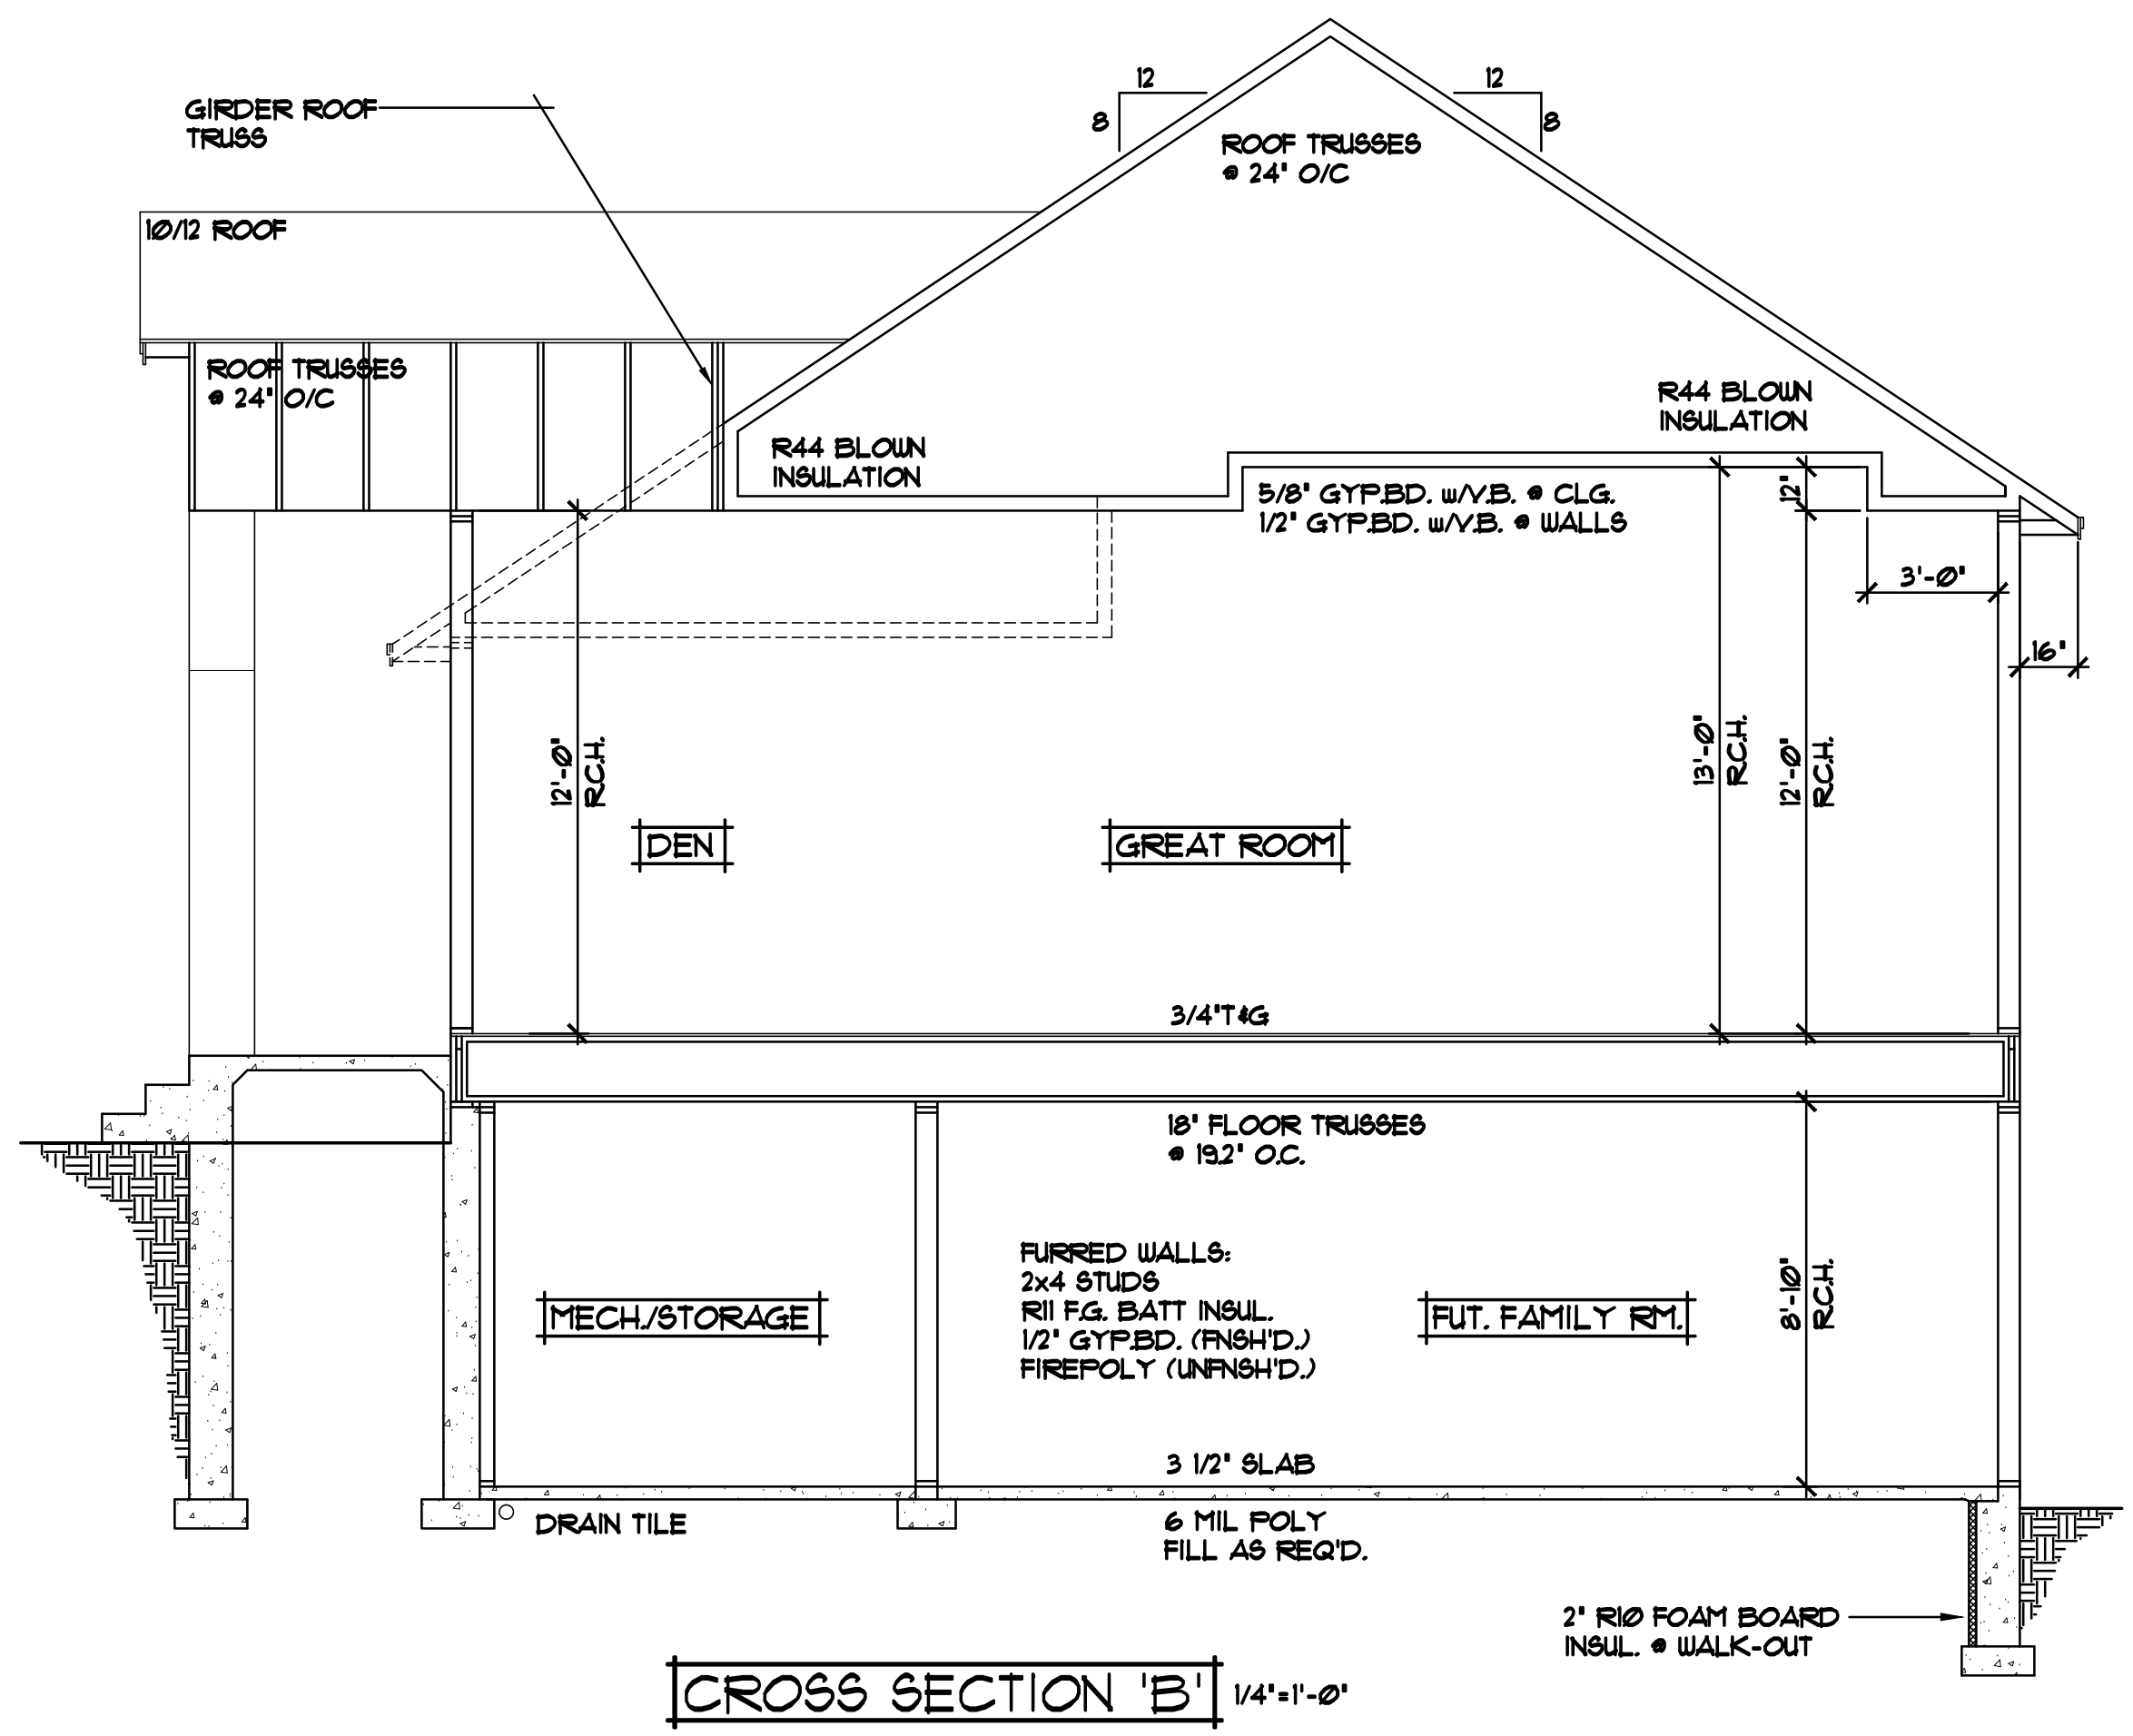 12
12
8
8
GIRDER ROOF
TRUSS
ROOF TRUSSES
@ 24" O/C
10/12 ROOF
ROOF TRUSSES
@ 24" O/C
R44 BLOWN
INSULATION
R44 BLOWN
INSULATION
5/8" GYP.BD. w/V.B. @ CLG.
1/2" GYP.BD. w/V.B. @ WALLS
12"
3'-0"
16"
12'-0"
R.C.H.
13'-0"
R.C.H.
12'-0"
R.C.H.
DEN
GREAT ROOM
3/4"T&G
18" FLOOR TRUSSES
@ 19.2" O.C.
FURRED WALLS:
2x4 STUDS
R11 F.G. BATT INSUL.
1/2" GYP.BD. (FNSH'D.)
FIREPOLY (UNFNSH'D.)
MECH./STORAGE
FUT. FAMILY RM.
8'-10"
R.C.H.
3 1/2" SLAB
DRAIN TILE
6 MIL POLY
FILL AS REQ'D.
2" R10 FOAM BOARD
INSUL. @ WALK-OUT
CROSS SECTION 'B' 1/4"=1'-0"